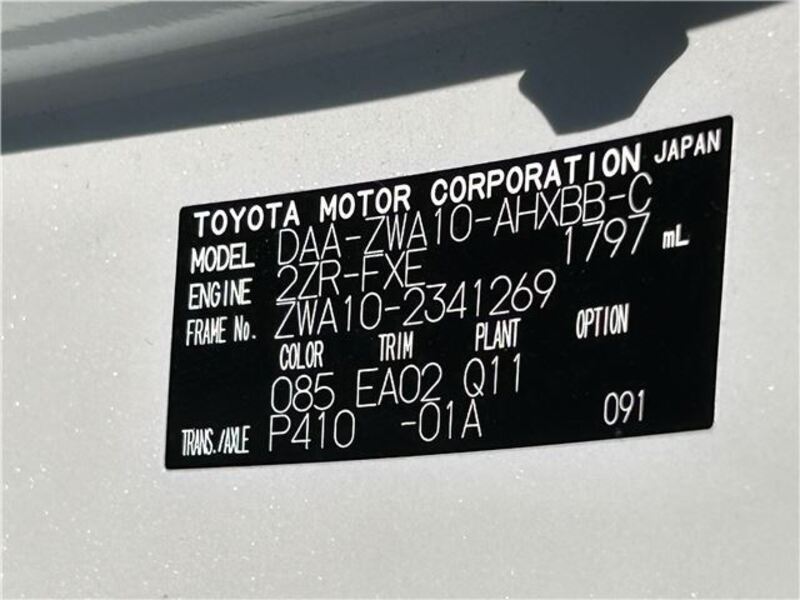 TOYOTA MOTOR CORPORATION JAPAN
MODEL DAA-ZWA10-AHXBB-C
ENGINE 2ZR-FXE 1797 mL
FRAME No. ZWA10-2341269
COLOR TRIM PLANT OPTION
085 EA02 Q11
TRANS./AXLE P410 -01A 091